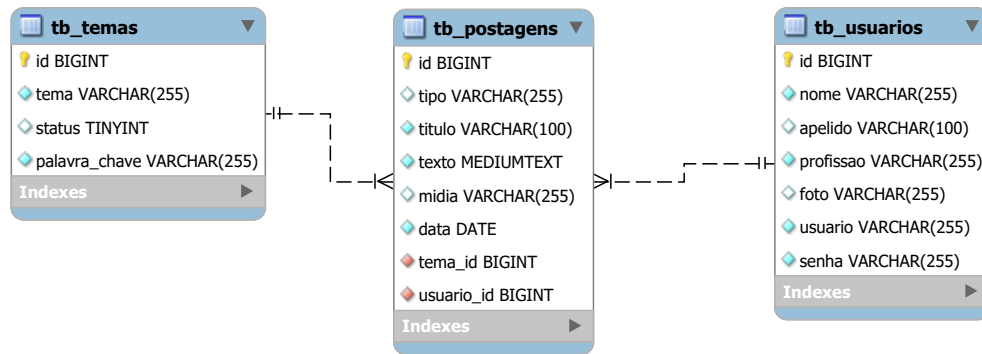 tb_temas
id BIGINT
tema VARCHAR(255)
status TINYINT
palavra_chave VARCHAR(255)
Indexes
tb_postagens
id BIGINT
tipo VARCHAR(255)
titulo VARCHAR(100)
texto MEDIUMTEXT
midia VARCHAR(255)
data DATE
tema_id BIGINT
usuario_id BIGINT
Indexes
tb_usuarios
id BIGINT
nome VARCHAR(255)
apelido VARCHAR(100)
profissao VARCHAR(255)
foto VARCHAR(255)
usuario VARCHAR(255)
senha VARCHAR(255)
Indexes